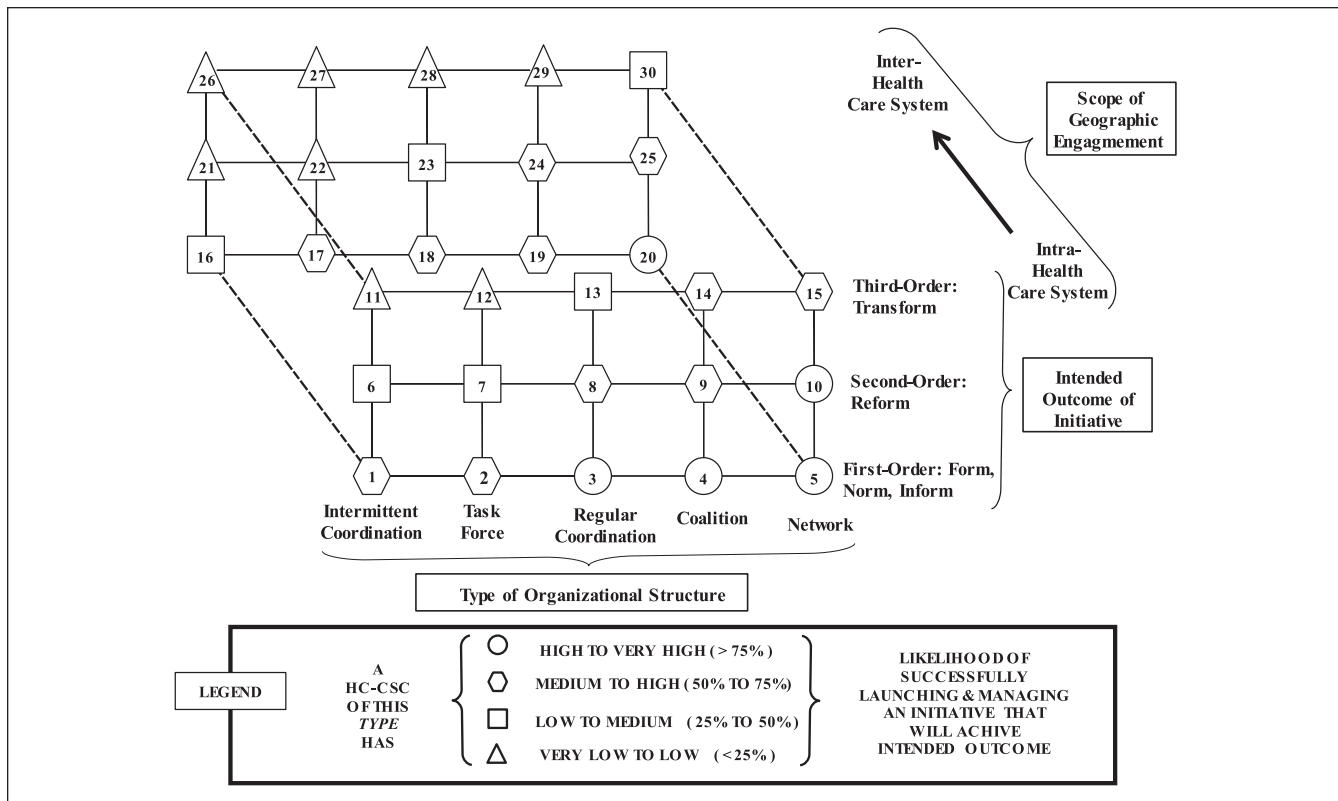 26 27 28 29 30
Inter-
Health
Care System
Scope of
Geographic
Engagmement
21 22 23 24 25
16 17 18 19 20
Intra-
Health
Care System
11 12 13 14 15
Third-Order:
Transform
6 7 8 9 10
Second-Order:
Reform
Intended
Outcome of
Initiative
1 2 3 4 5
First-Order: Form,
Norm, Inform
Intermittent
Coordination
Task
Force
Regular
Coordination
Coalition
Network
Type of Organizational Structure
LEGEND
A
HC-CSC
OF THIS
TYPE
HAS
HIGH TO VERY HIGH (> 75%)
MEDIUM TO HIGH (50% TO 75%)
LOW TO MEDIUM (25% TO 50%)
VERY LOW TO LOW (<25%)
LIKELIHOOD OF
SUCCESSFULLY
LAUNCHING & MANAGING
AN INITIATIVE THAT
WILL ACHIVE
INTENDED OUTCOME